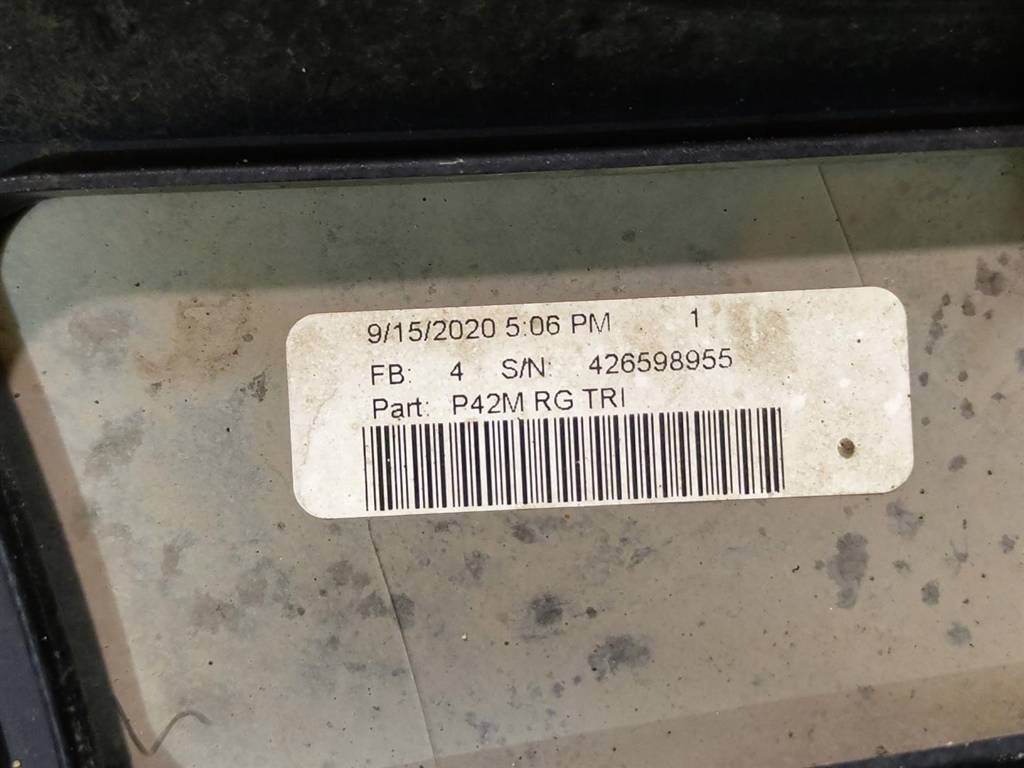 9/15/2020 5:06 PM 1
FB: 4 S/N: 426598955
Part: P42M RG TRI